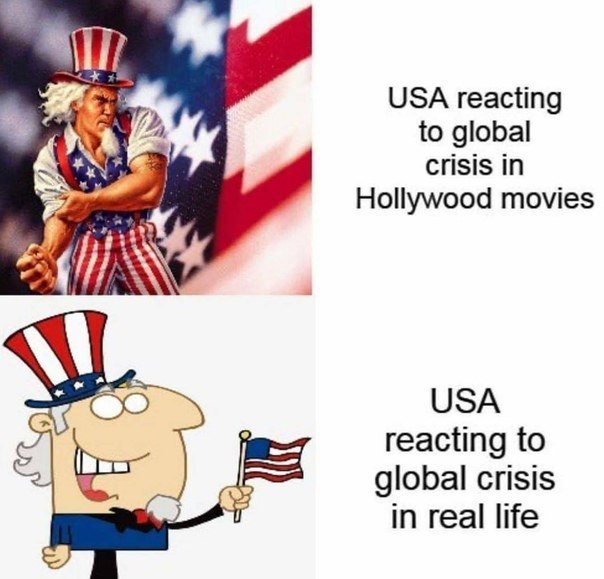 USA reacting
to global
crisis in
Hollywood movies
USA
reacting to
global crisis
in real life